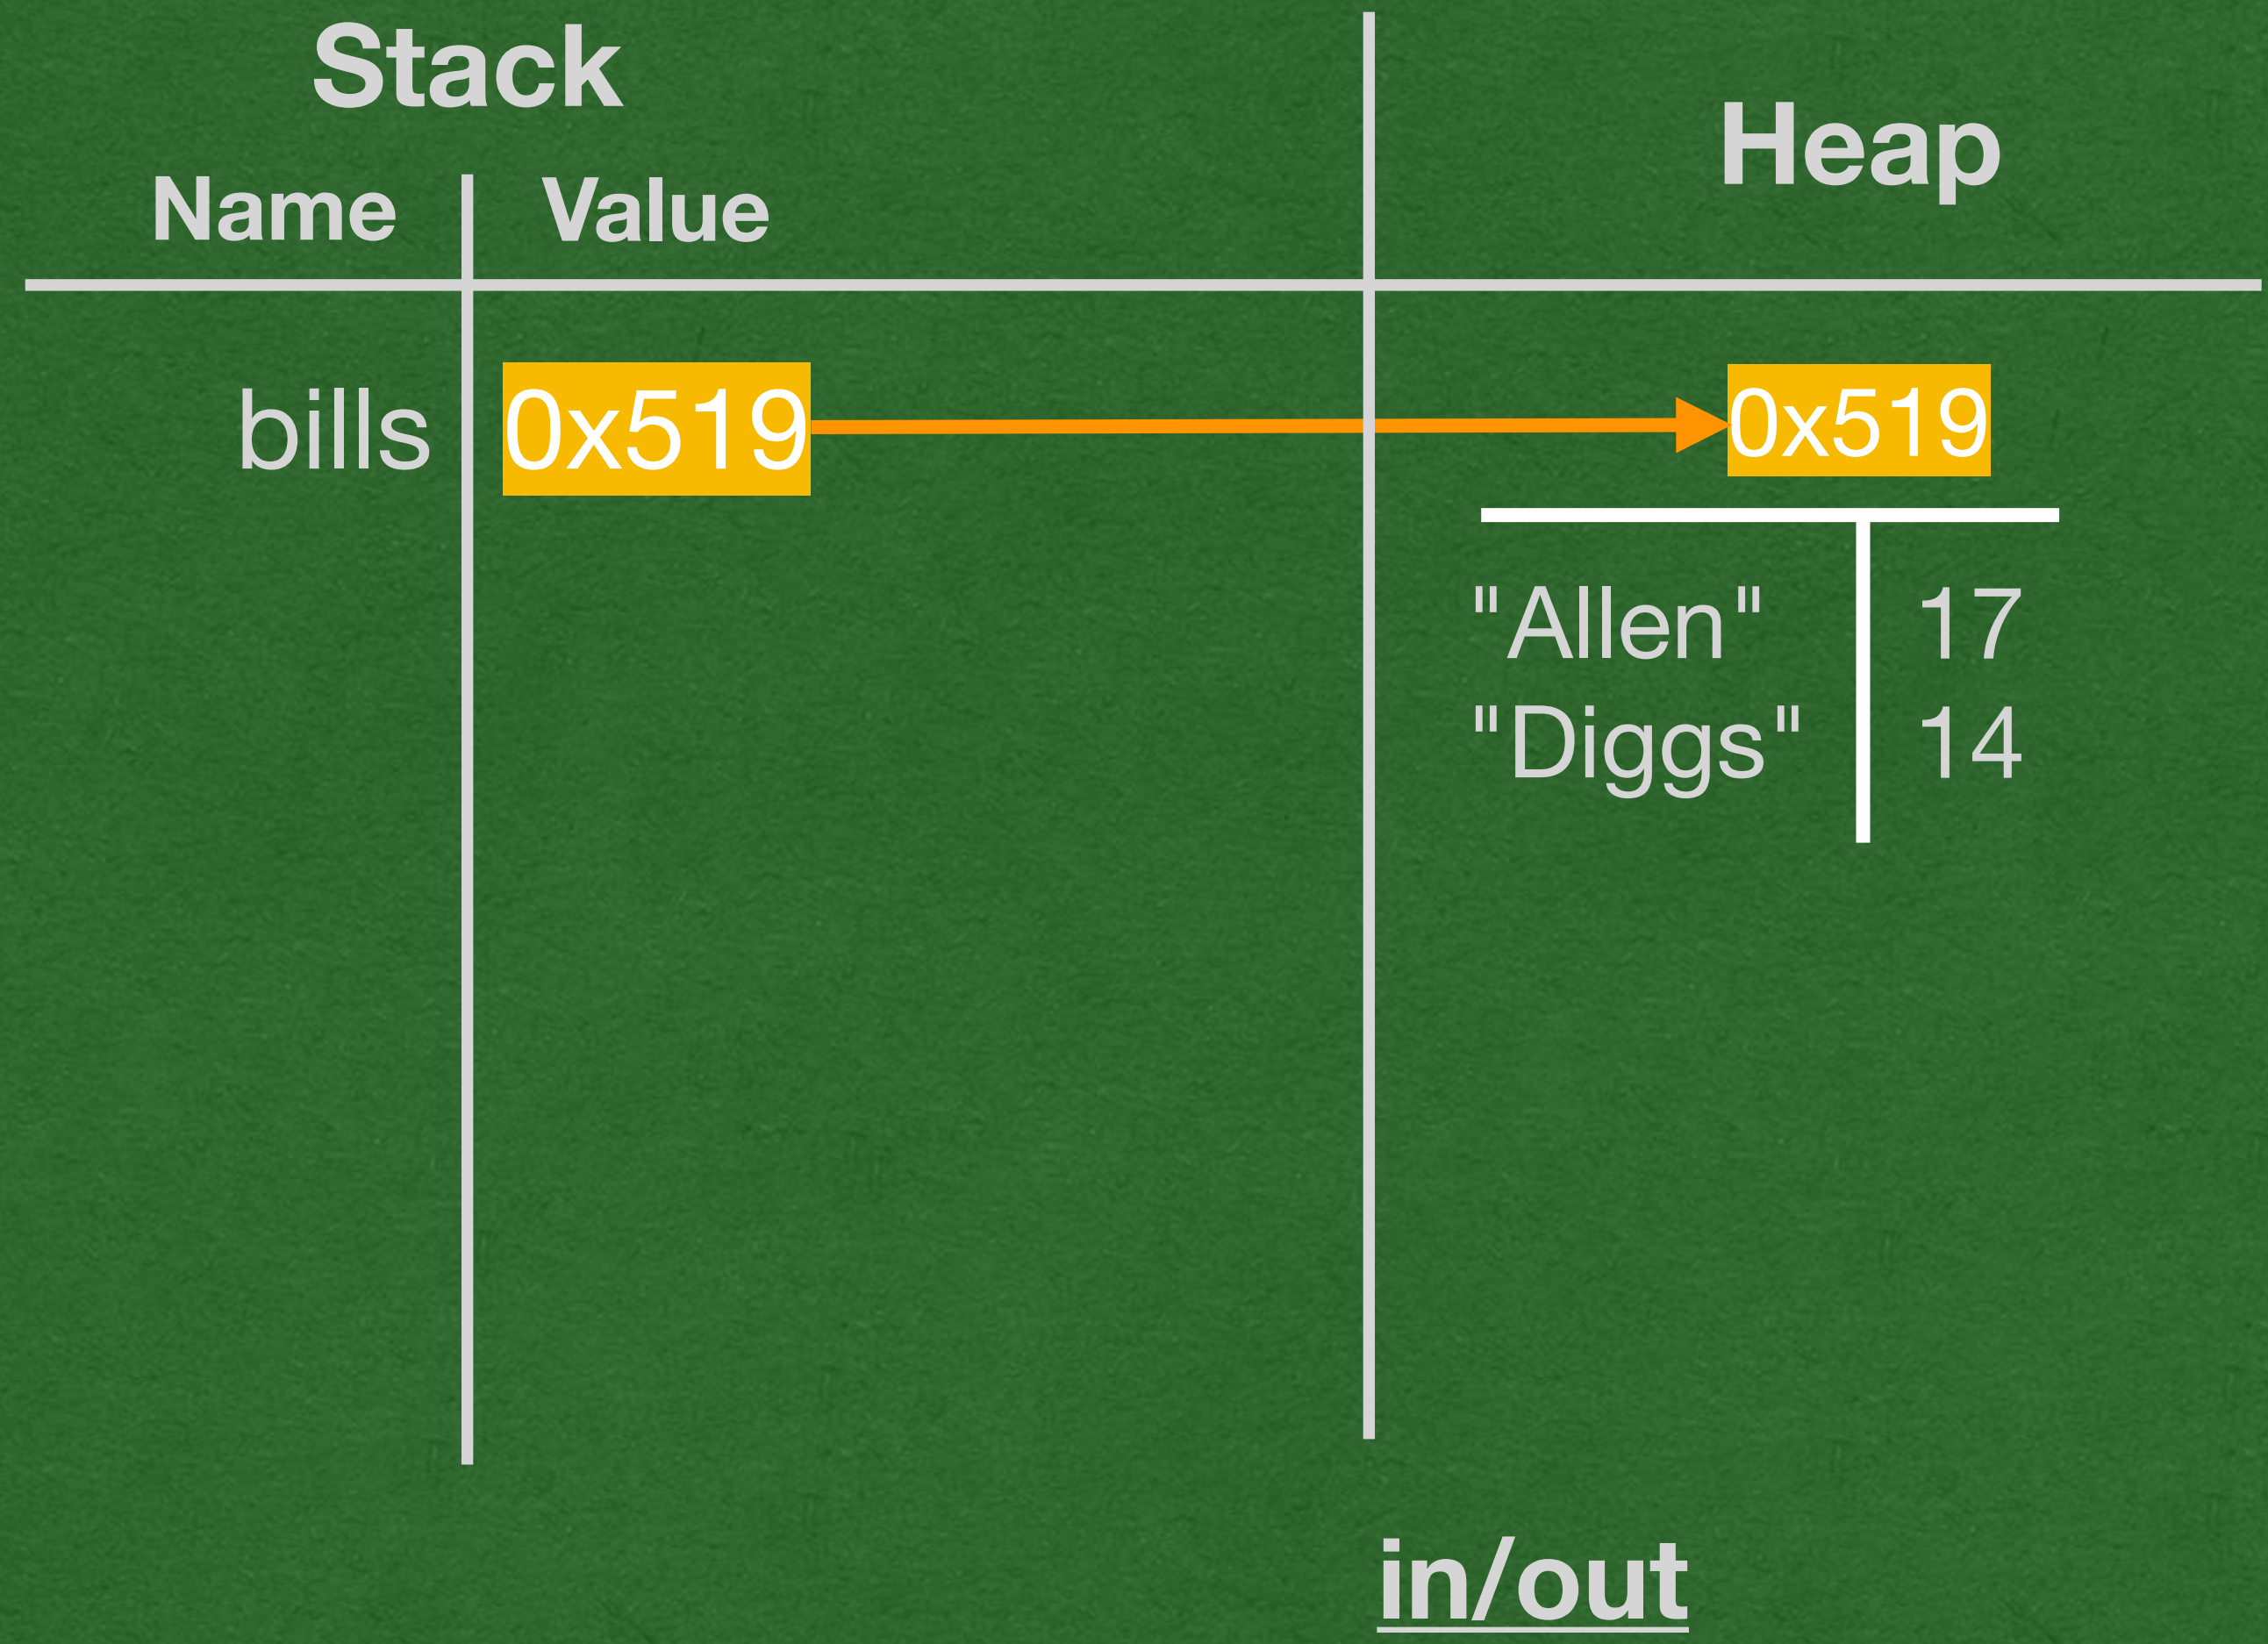 Stack
Heap
Name Value
bills 0x519 0x519
"Allen" 17
"Diggs" 14
in/out